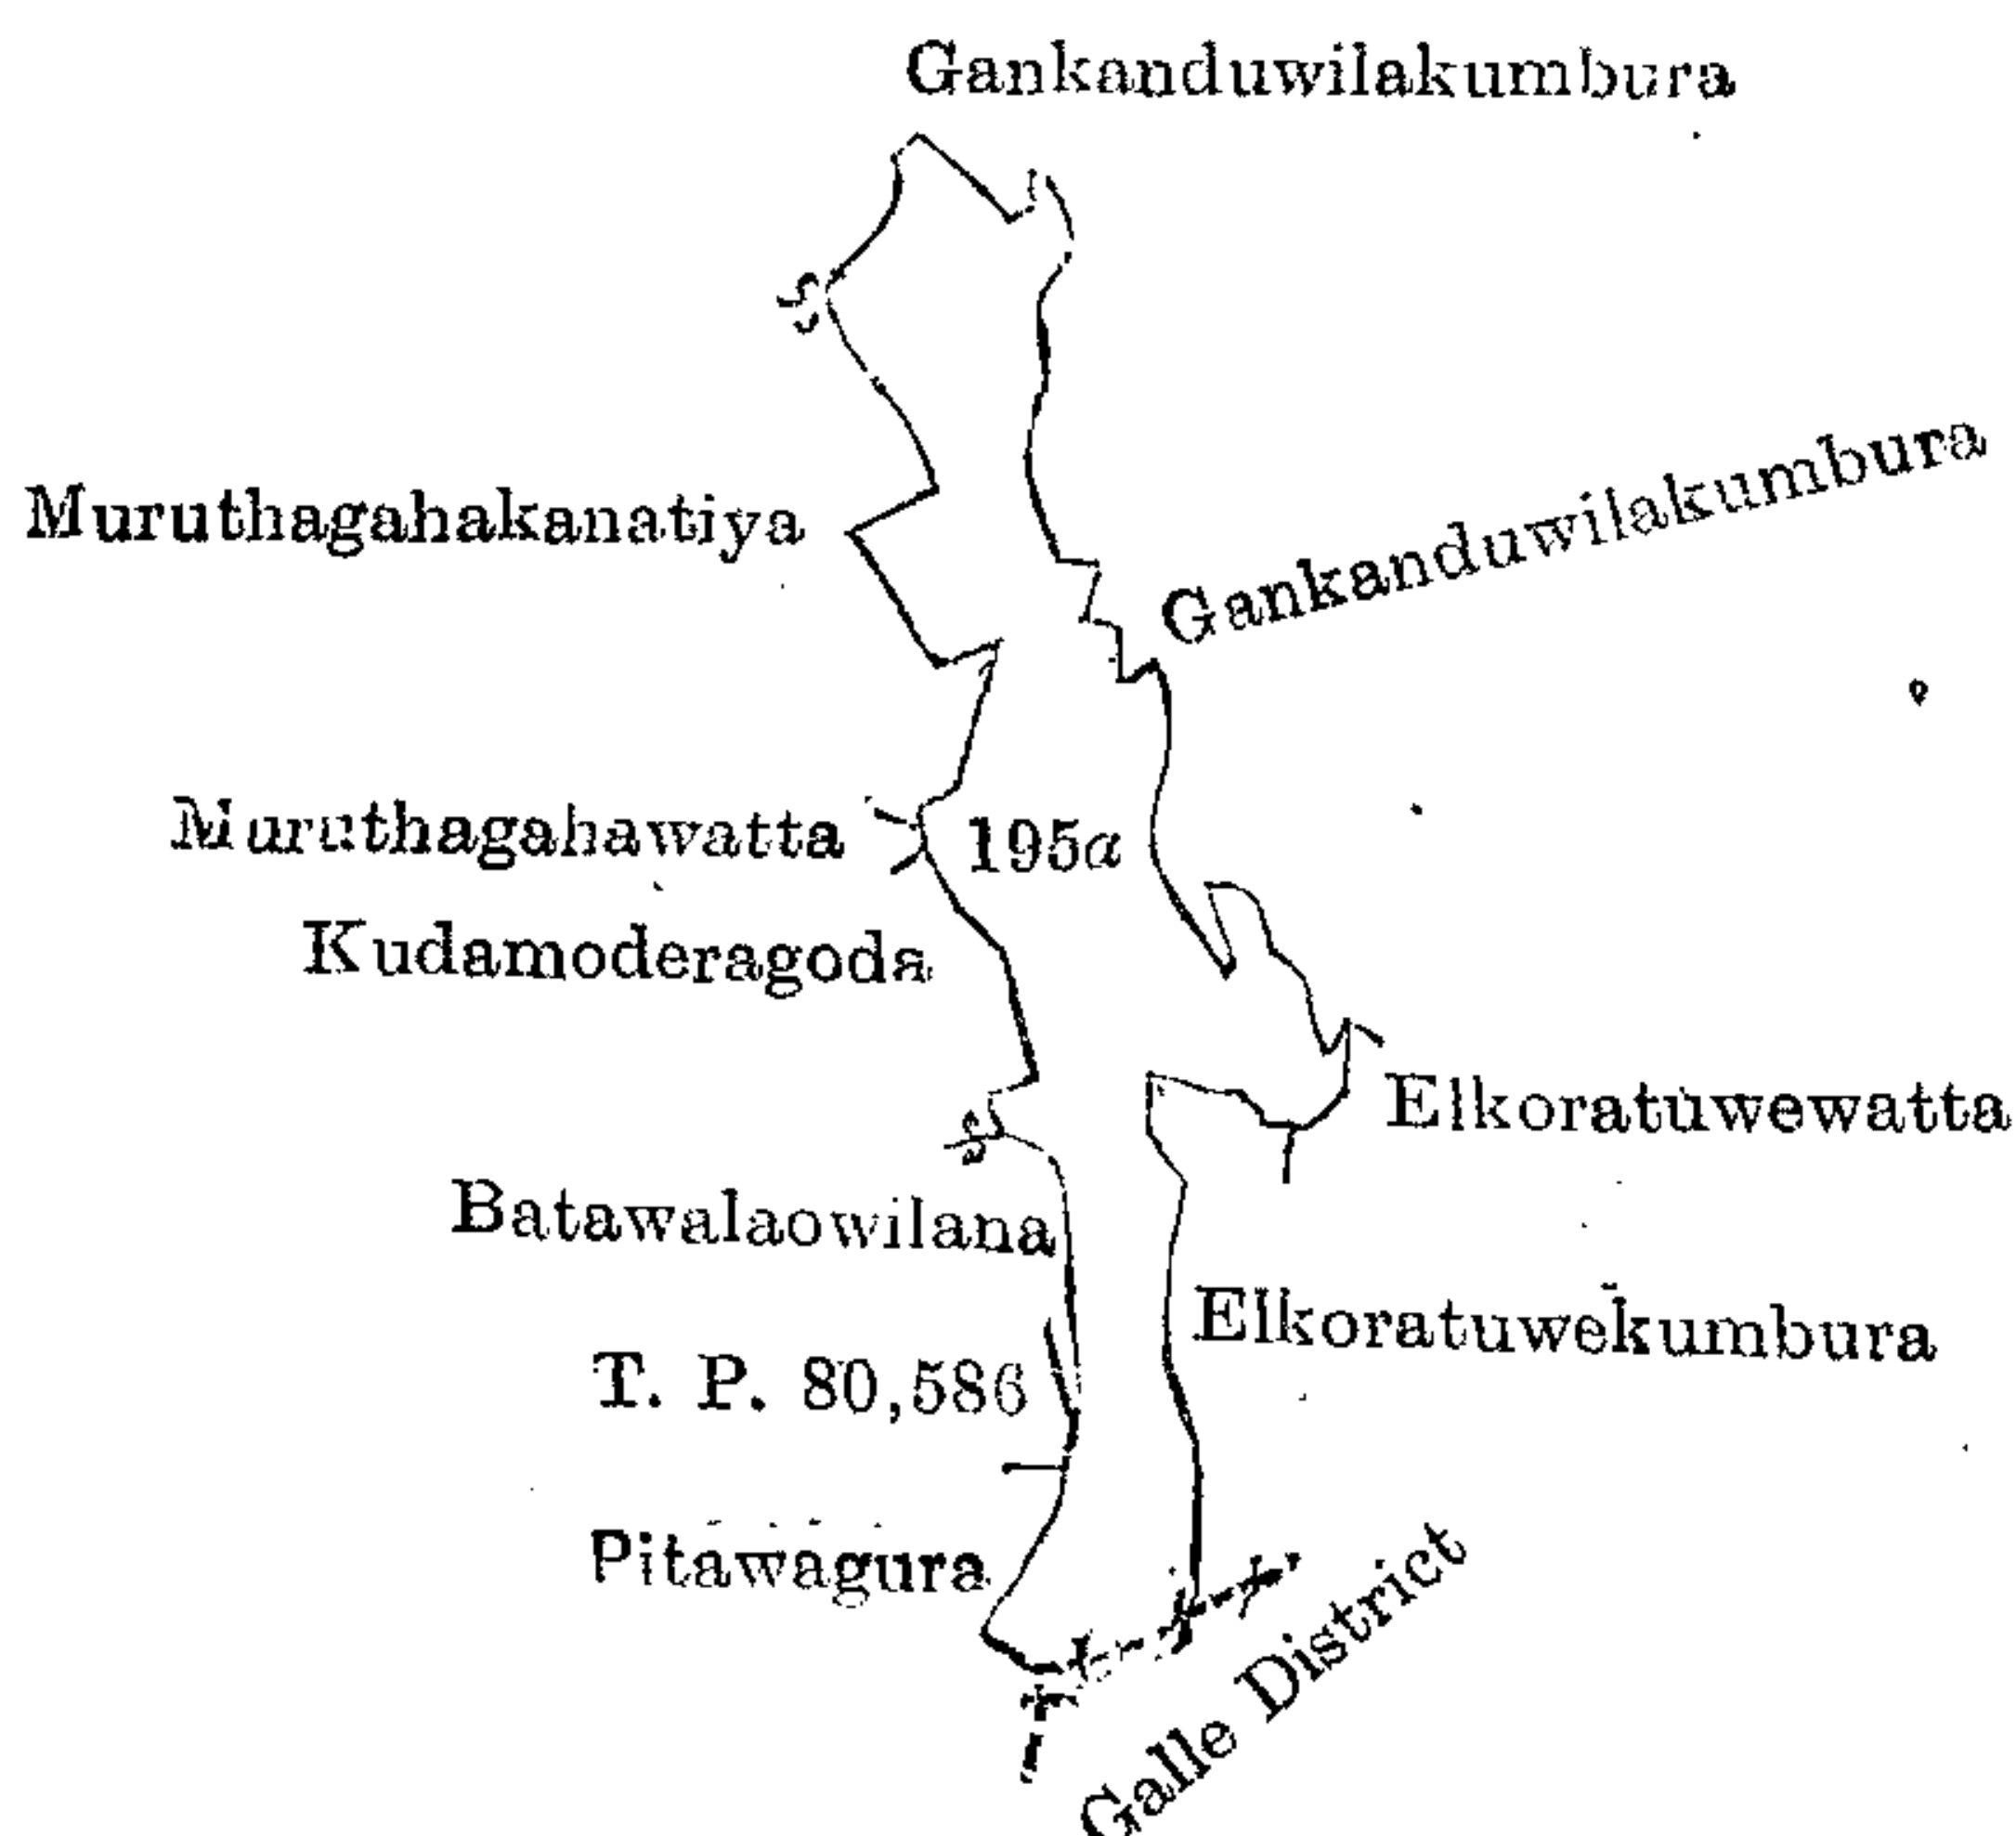 Gankanduwilakumbura
Muruthagahakanatiya
Gankanduwilakumbura
Muruthagahawatta
195a
Kudamoderagoda
Elkoratuwewatta
Batawalaowilana
Elkoratuwekumbura
T. P. 80,586
Pitawagura
Galle District